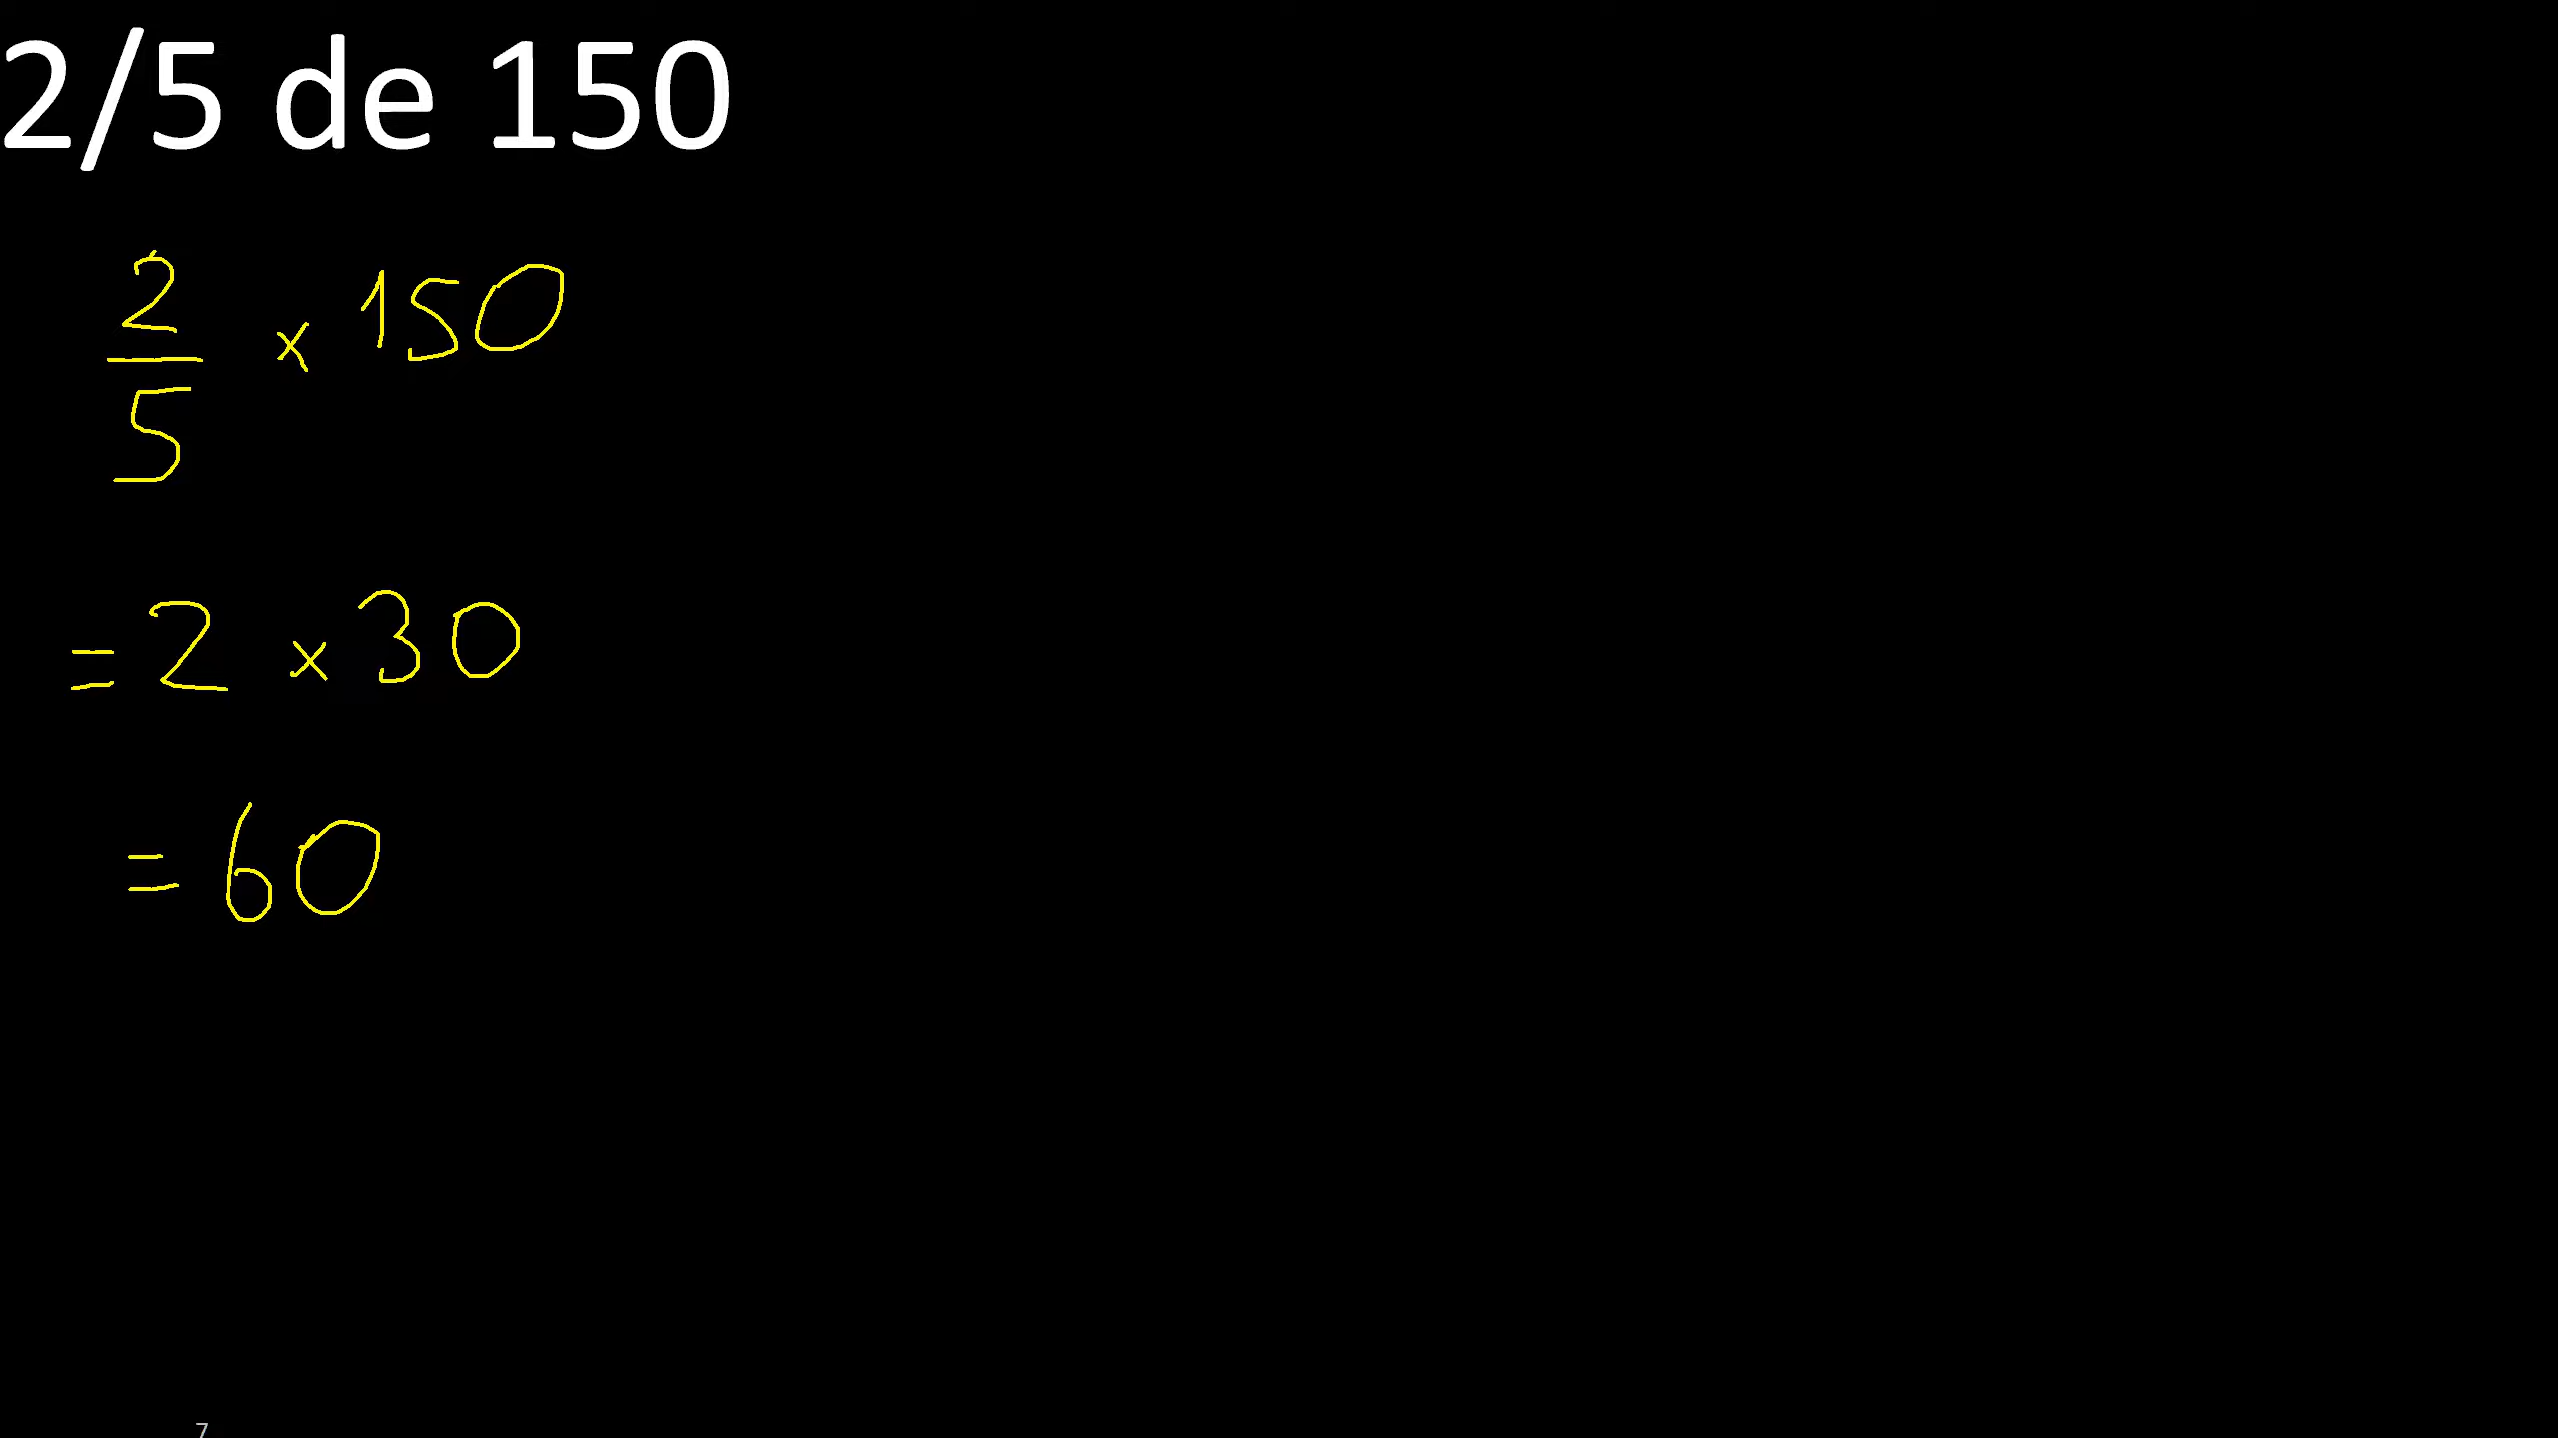 2/5 de 150
2/5 × 150
= 2 × 30
= 60
7